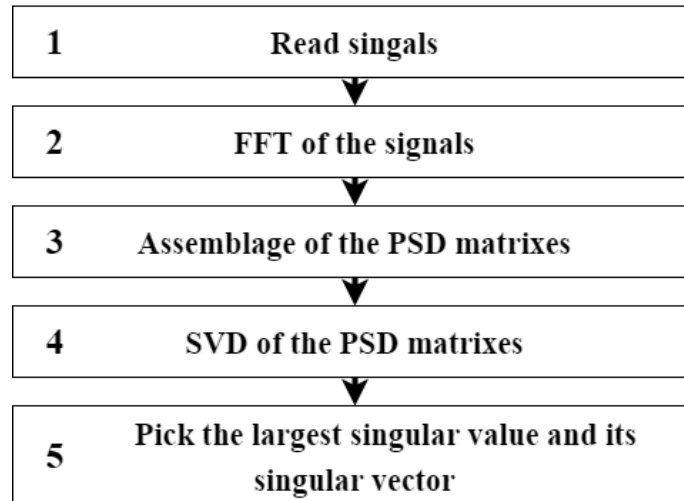 1 Read singals
2 FFT of the signals
3 Assemblage of the PSD matrixes
4 SVD of the PSD matrixes
5 Pick the largest singular value and its
singular vector